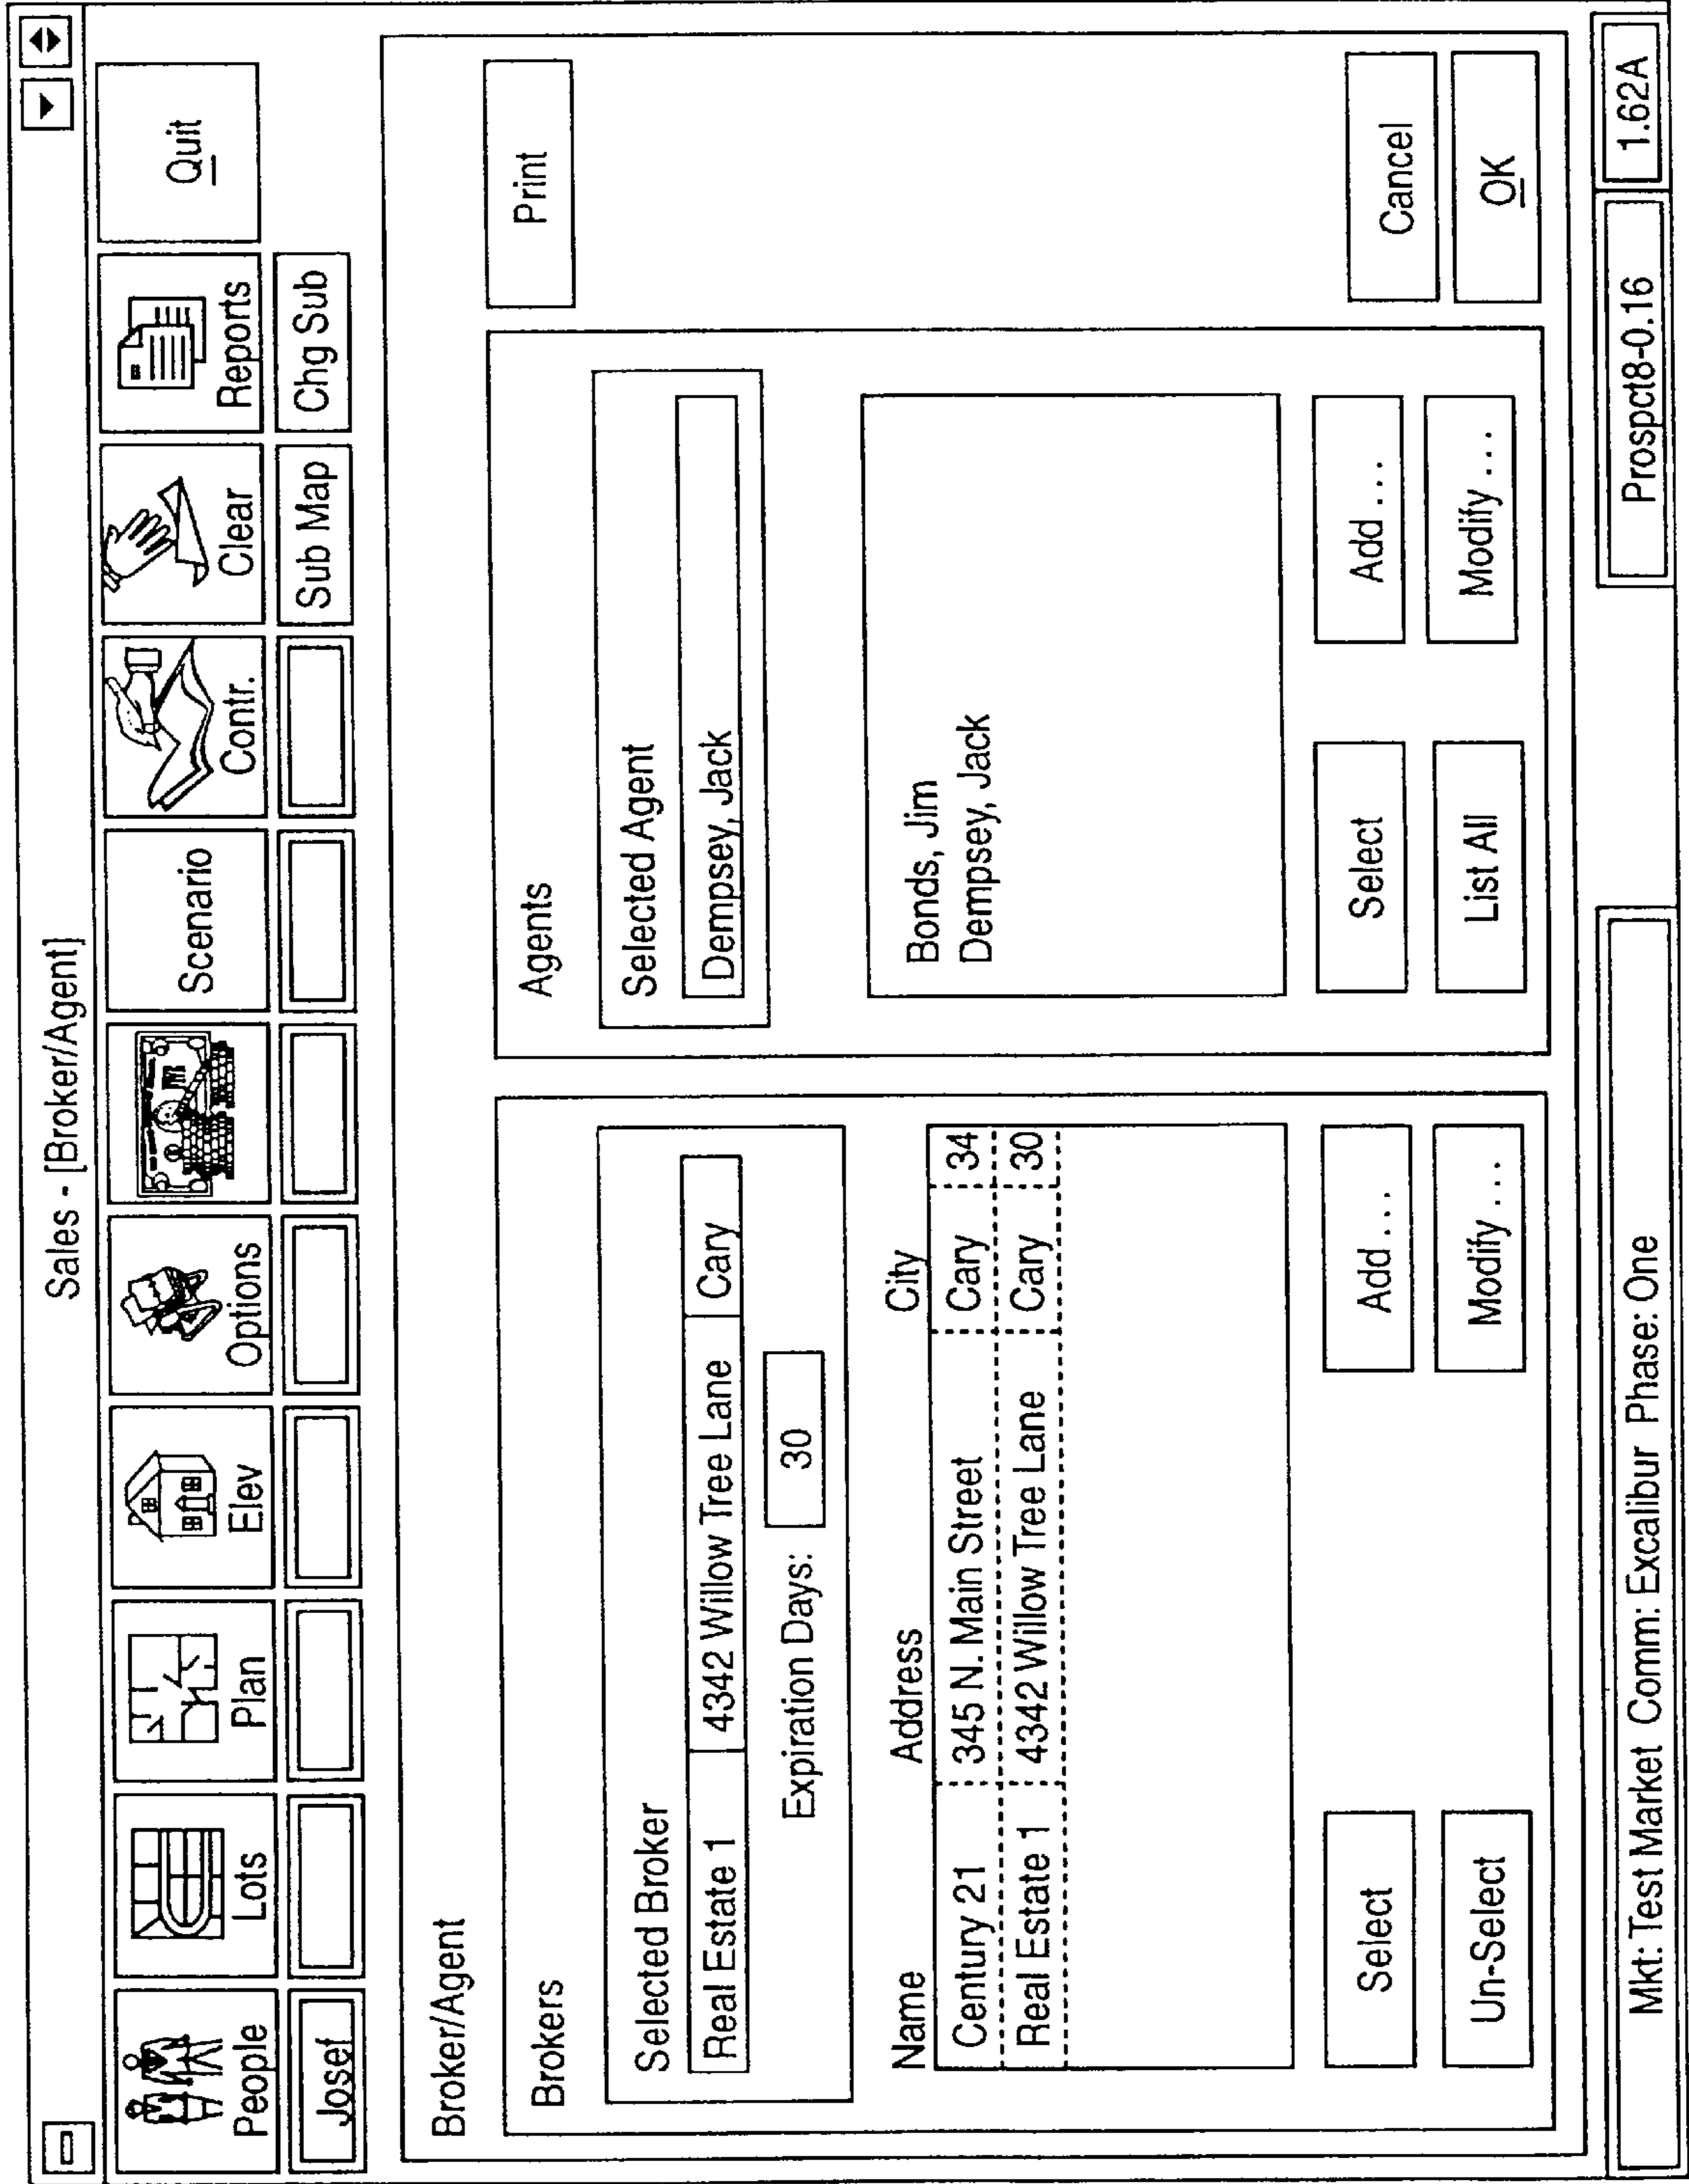 Sales - [Broker/Agent]
People
Lots
Plan
Elev
Options
Scenario
Contr.
Clear
Reports
Quit
Josef
Sub Map
Chg Sub
Broker/Agent
Brokers
Selected Broker
Real Estate 1 4342 Willow Tree Lane Cary
Expiration Days: 30
Name Address City
Century 21 345 N. Main Street Cary 34
Real Estate 1 4342 Willow Tree Lane Cary 30
Select
Add ...
Un-Select
Modify ...
Agents
Selected Agent
Dempsey, Jack
Bonds, Jim
Dempsey, Jack
Select
Add ...
List All
Modify ...
Print
Cancel
OK
Mkt: Test Market Comm: Excalibur Phase: One
Prospct8-0.16
1.62A